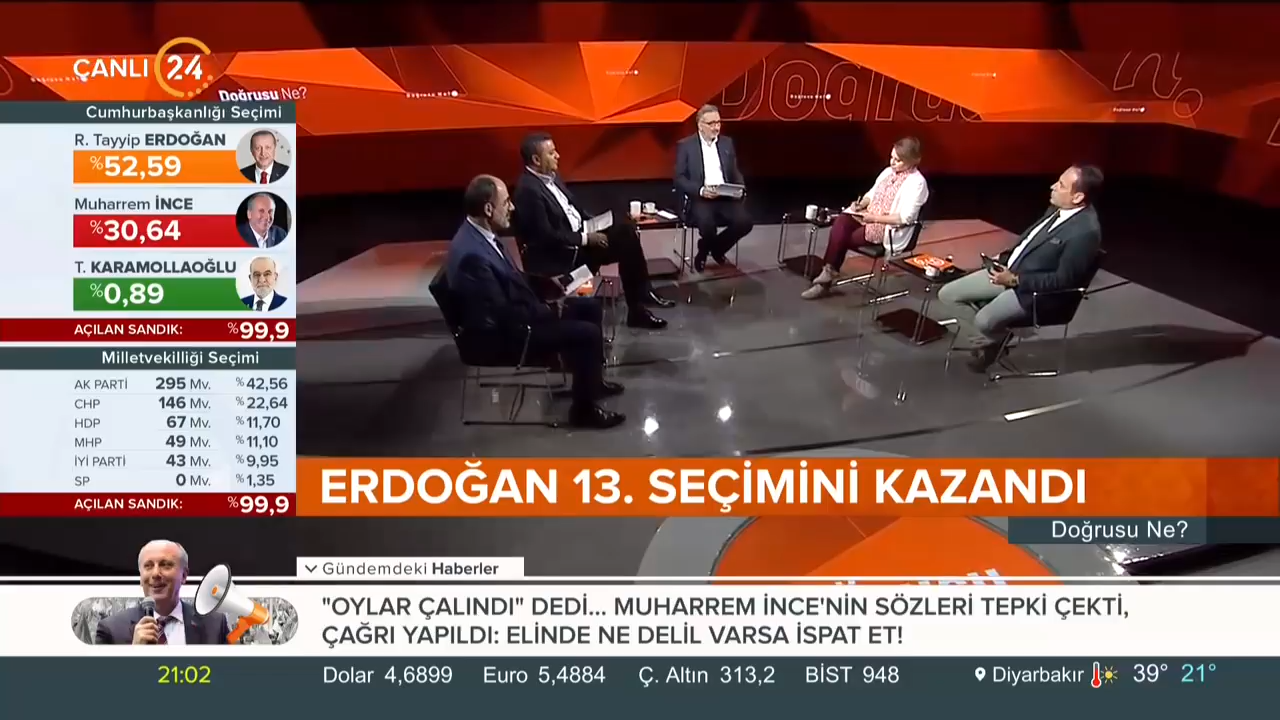 ÇANLI 24
Doğrusu Ne?
Cumhurbaşkanlığı Seçimi
R. Tayyip ERDOĞAN
%52,59
Muharrem İNCE
%30,64
T. KARAMOLLAOĞLU
%0,89
AÇILAN SANDIK: %99,9
Milletvekilliği Seçimi
AK PARTİ 295 Mv. %42,56
CHP 146 Mv. %22,64
HDP 67 Mv. %11,70
MHP 49 Mv. %11,10
İYİ PARTİ 43 Mv. %9,95
SP 0 Mv. %1,35
AÇILAN SANDIK: %99,9
ERDOĞAN 13. SEÇİMİNİ KAZANDI
Doğrusu Ne?
Gündemdeki Haberler
"OYLAR ÇALINDI" DEDİ... MUHARREM İNCE'NİN SÖZLERİ TEPKİ ÇEKTİ,
ÇAĞRI YAPILDI: ELİNDE NE DELİL VARSA İSPAT ET!
21:02 Dolar 4,6899 Euro 5,4884 Ç. Altın 313,2 BİST 948 Diyarbakır 39° 21°